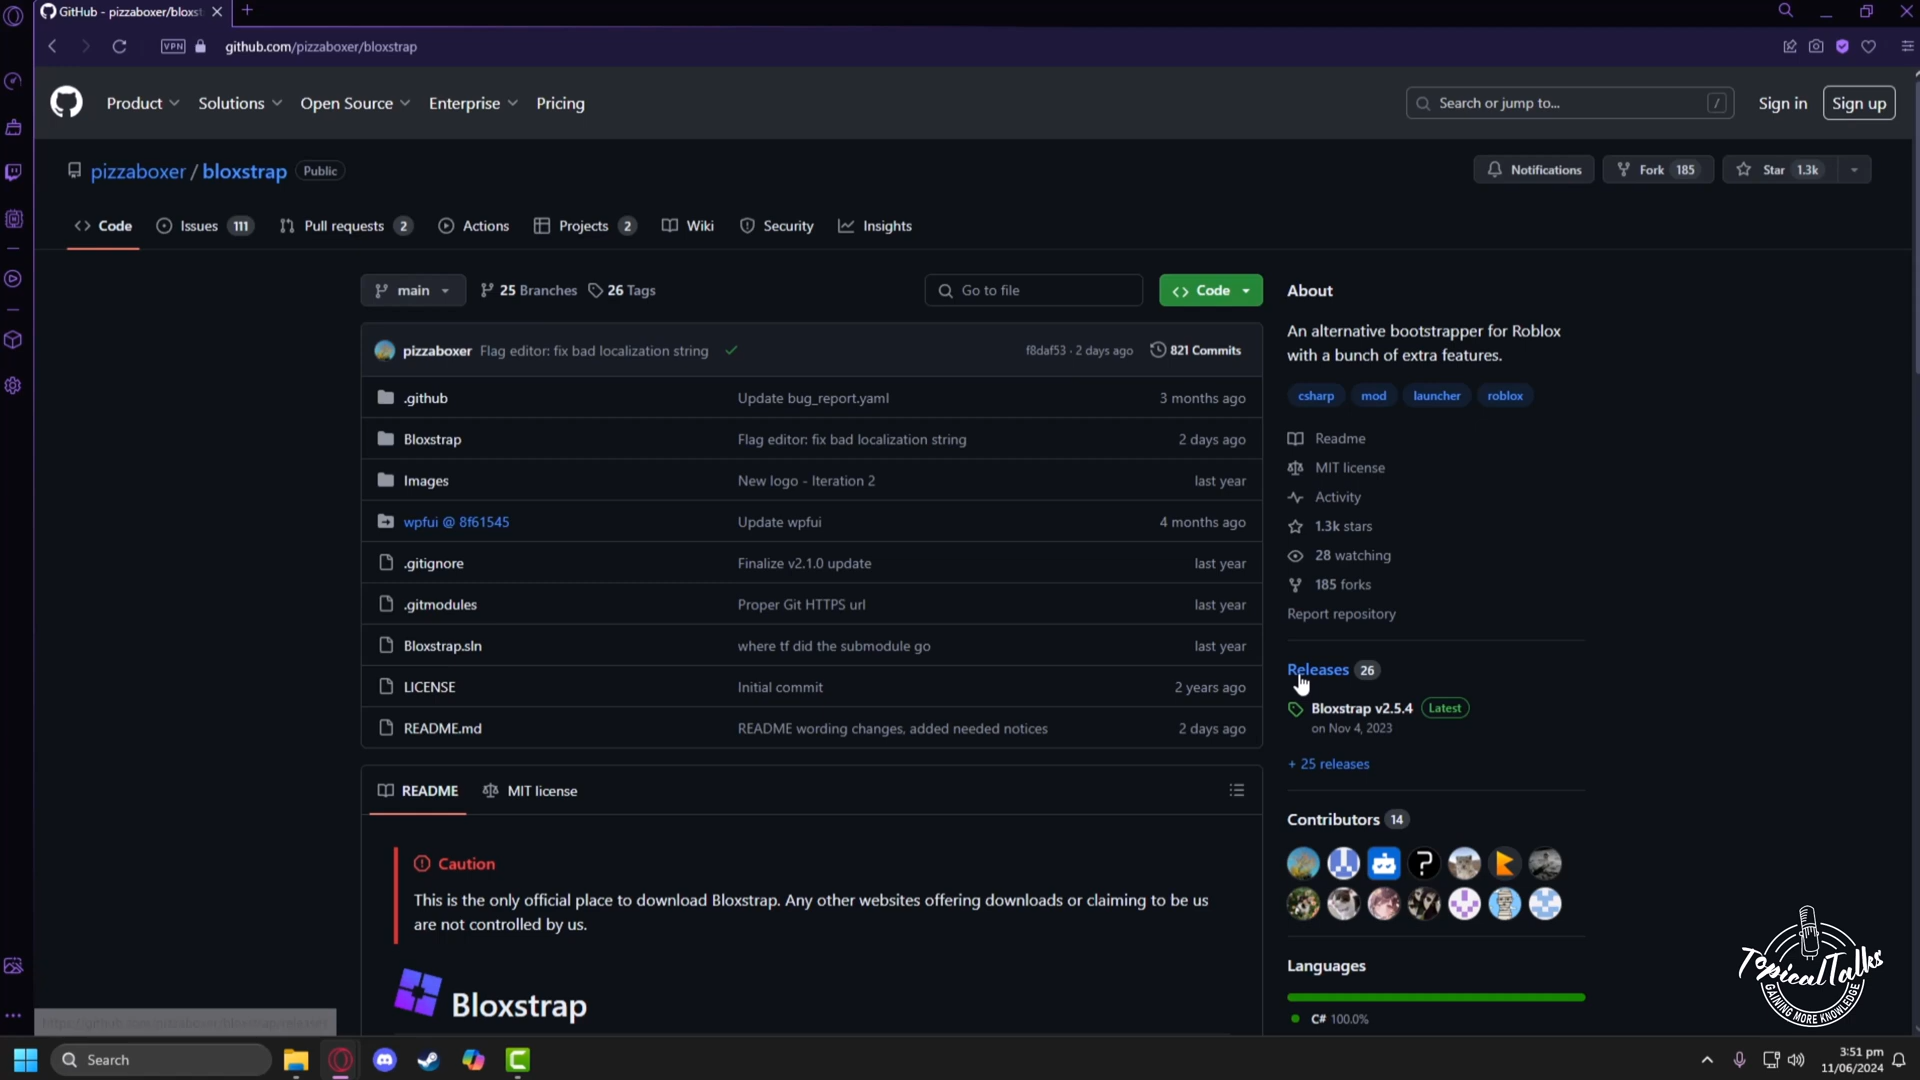 GitHub - pizzaboxer/bloxst
VPN github.com/pizzaboxer/bloxstrap
Product Solutions Open Source Enterprise Pricing Search or jump to... / Sign in Sign up
pizzaboxer / bloxstrap Public Notifications Fork 185 Star 1.3k
Code Issues 111 Pull requests 2 Actions Projects 2 Wiki Security Insights
main 25 Branches 26 Tags Go to file Code
pizzaboxer Flag editor: fix bad localization string f8daf53 · 2 days ago 821 Commits
.github Update bug_report.yaml 3 months ago
Bloxstrap Flag editor: fix bad localization string 2 days ago
Images New logo - Iteration 2 last year
wpfui @ 8f61545 Update wpfui 4 months ago
.gitignore Finalize v2.1.0 update last year
.gitmodules Proper Git HTTPS url last year
Bloxstrap.sln where tf did the submodule go last year
LICENSE Initial commit 2 years ago
README.md README wording changes, added needed notices 2 days ago
README MIT license
Caution
This is the only official place to download Bloxstrap. Any other websites offering downloads or claiming to be us
are not controlled by us.
Bloxstrap
About
An alternative bootstrapper for Roblox
with a bunch of extra features.
csharp mod launcher roblox
Readme
MIT license
Activity
1.3k stars
28 watching
185 forks
Report repository
Releases 26
Bloxstrap v2.5.4 Latest
on Nov 4, 2023
+ 25 releases
Contributors 14
Languages
C# 100.0%
https://github.com/pizzaboxer/bloxstrap/releases
TopicalTalks
GAINING MORE KNOWLEDGE
Search
3:51 pm
11/06/2024